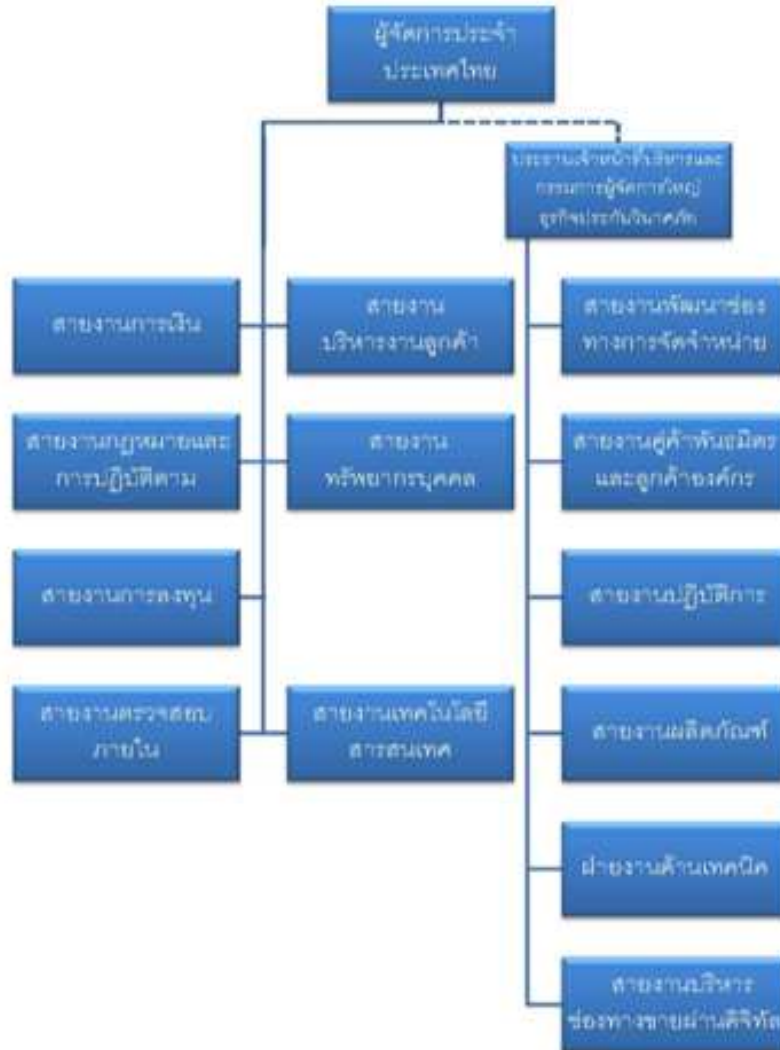 ผู้จัดการประจำ
ประเทศไทย
ประธานเจ้าหน้าที่บริหารและ
กรรมการผู้จัดการใหญ่
ธุรกิจประกันวินาศภัย
สายงานการเงิน
สายงาน
บริหารงานลูกค้า
สายงานพัฒนาช่อง
ทางการจัดจำหน่าย
สายงานกฎหมายและ
การปฏิบัติตาม
สายงาน
ทรัพยากรบุคคล
สายงานคู่ค้าพันธมิตร
และลูกค้าองค์กร
สายงานการลงทุน
สายงานปฏิบัติการ
สายงานตรวจสอบ
ภายใน
สายงานเทคโนโลยี
สารสนเทศ
สายงานผลิตภัณฑ์
ฝ่ายงานด้านเทคนิค
สายงานบริหาร
ช่องทางขายผ่านดิจิทัล